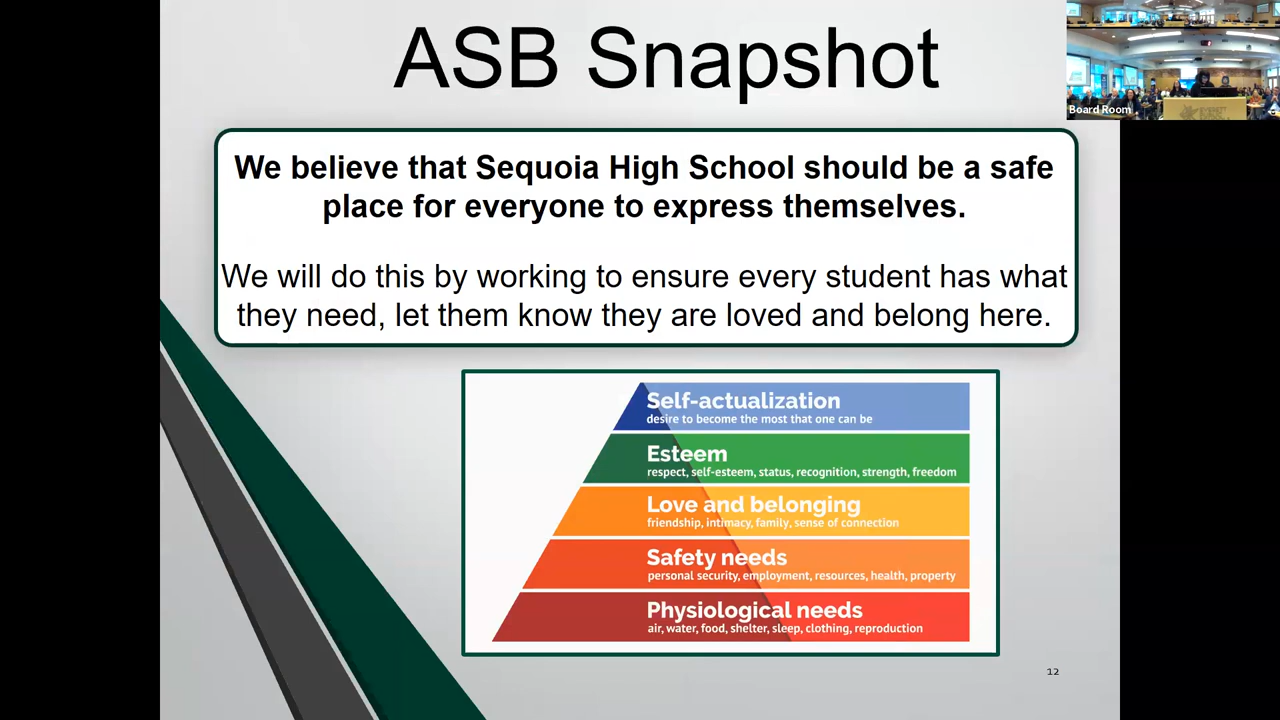 ASB Snapshot
Board Room
EVERETT
We believe that Sequoia High School should be a safe
place for everyone to express themselves.
We will do this by working to ensure every student has what
they need, let them know they are loved and belong here.
Self-actualization
desire to become the most that one can be
Esteem
respect, self-esteem, status, recognition, strength, freedom
Love and belonging
friendship, intimacy, family, sense of connection
Safety needs
personal security, employment, resources, health, property
Physiological needs
air, water, food, shelter, sleep, clothing, reproduction
12